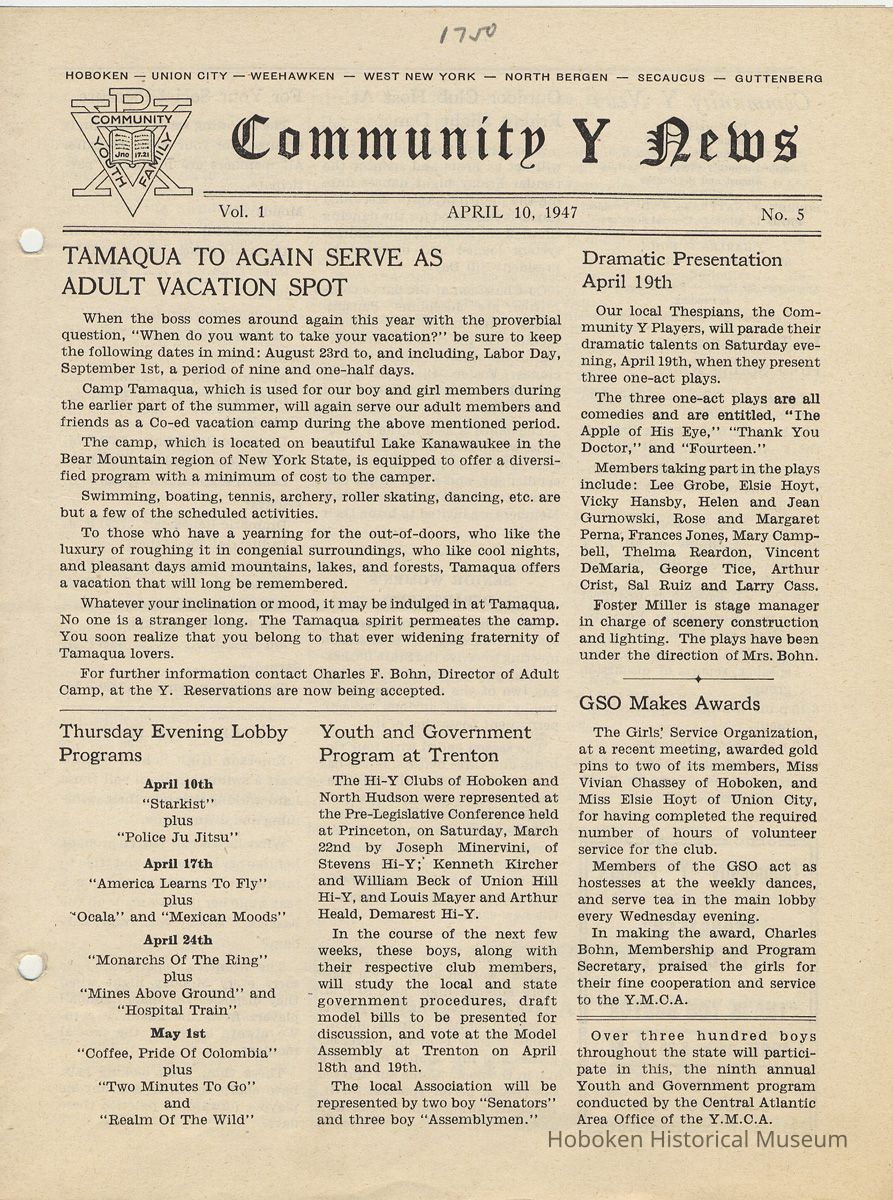 1750
HOBOKEN — UNION CITY — WEEHAWKEN — WEST NEW YORK — NORTH BERGEN — SECAUCUS — GUTTENBERG
COMMUNITY
YOUTH
FAMILY
Jno 17.21
Community Y News
Vol. 1 APRIL 10, 1947 No. 5
TAMAQUA TO AGAIN SERVE AS
ADULT VACATION SPOT
When the boss comes around again this year with the proverbial
question, "When do you want to take your vacation?" be sure to keep
the following dates in mind: August 23rd to, and including, Labor Day,
September 1st, a period of nine and one-half days.
Camp Tamaqua, which is used for our boy and girl members during
the earlier part of the summer, will again serve our adult members and
friends as a Co-ed vacation camp during the above mentioned period.
The camp, which is located on beautiful Lake Kanawaukee in the
Bear Mountain region of New York State, is equipped to offer a diversi-
fied program with a minimum of cost to the camper.
Swimming, boating, tennis, archery, roller skating, dancing, etc. are
but a few of the scheduled activities.
To those who have a yearning for the out-of-doors, who like the
luxury of roughing it in congenial surroundings, who like cool nights,
and pleasant days amid mountains, lakes, and forests, Tamaqua offers
a vacation that will long be remembered.
Whatever your inclination or mood, it may be indulged in at Tamaqua.
No one is a stranger long. The Tamaqua spirit permeates the camp.
You soon realize that you belong to that ever widening fraternity of
Tamaqua lovers.
For further information contact Charles F. Bohn, Director of Adult
Camp, at the Y. Reservations are now being accepted.
Thursday Evening Lobby
Programs
April 10th
"Starkist"
plus
"Police Ju Jitsu"
April 17th
"America Learns To Fly"
plus
"Ocala" and "Mexican Moods"
April 24th
"Monarchs Of The Ring"
plus
"Mines Above Ground" and
"Hospital Train"
May 1st
"Coffee, Pride Of Colombia"
plus
"Two Minutes To Go"
and
"Realm Of The Wild"
Youth and Government
Program at Trenton
The Hi-Y Clubs of Hoboken and
North Hudson were represented at
the Pre-Legislative Conference held
at Princeton, on Saturday, March
22nd by Joseph Minervini, of
Stevens Hi-Y; Kenneth Kircher
and William Beck of Union Hill
Hi-Y, and Louis Mayer and Arthur
Heald, Demarest Hi-Y.
In the course of the next few
weeks, these boys, along with
their respective club members,
will study the local and state
government procedures, draft
model bills to be presented for
discussion, and vote at the Model
Assembly at Trenton on April
18th and 19th.
The local Association will be
represented by two boy "Senators"
and three boy "Assemblymen."
Dramatic Presentation
April 19th
Our local Thespians, the Com-
munity Y Players, will parade their
dramatic talents on Saturday eve-
ning, April 19th, when they present
three one-act plays.
The three one-act plays are all
comedies and are entitled, "The
Apple of His Eye," "Thank You
Doctor," and "Fourteen."
Members taking part in the plays
include: Lee Grobe, Elsie Hoyt,
Vicky Hansby, Helen and Jean
Gurnowski, Rose and Margaret
Perna, Frances Jones, Mary Camp-
bell, Thelma Reardon, Vincent
DeMaria, George Tice, Arthur
Crist, Sal Ruiz and Larry Cass.
Foster Miller is stage manager
in charge of scenery construction
and lighting. The plays have been
under the direction of Mrs. Bohn.
GSO Makes Awards
The Girls' Service Organization,
at a recent meeting, awarded gold
pins to two of its members, Miss
Vivian Chassey of Hoboken, and
Miss Elsie Hoyt of Union City,
for having completed the required
number of hours of volunteer
service for the club.
Members of the GSO act as
hostesses at the weekly dances,
and serve tea in the main lobby
every Wednesday evening.
In making the award, Charles
Bohn, Membership and Program
Secretary, praised the girls for
their fine cooperation and service
to the Y.M.C.A.
Over three hundred boys
throughout the state will partici-
pate in this, the ninth annual
Youth and Government program
conducted by the Central Atlantic
Area Office of the Y.M.C.A.
Hoboken Historical Museum